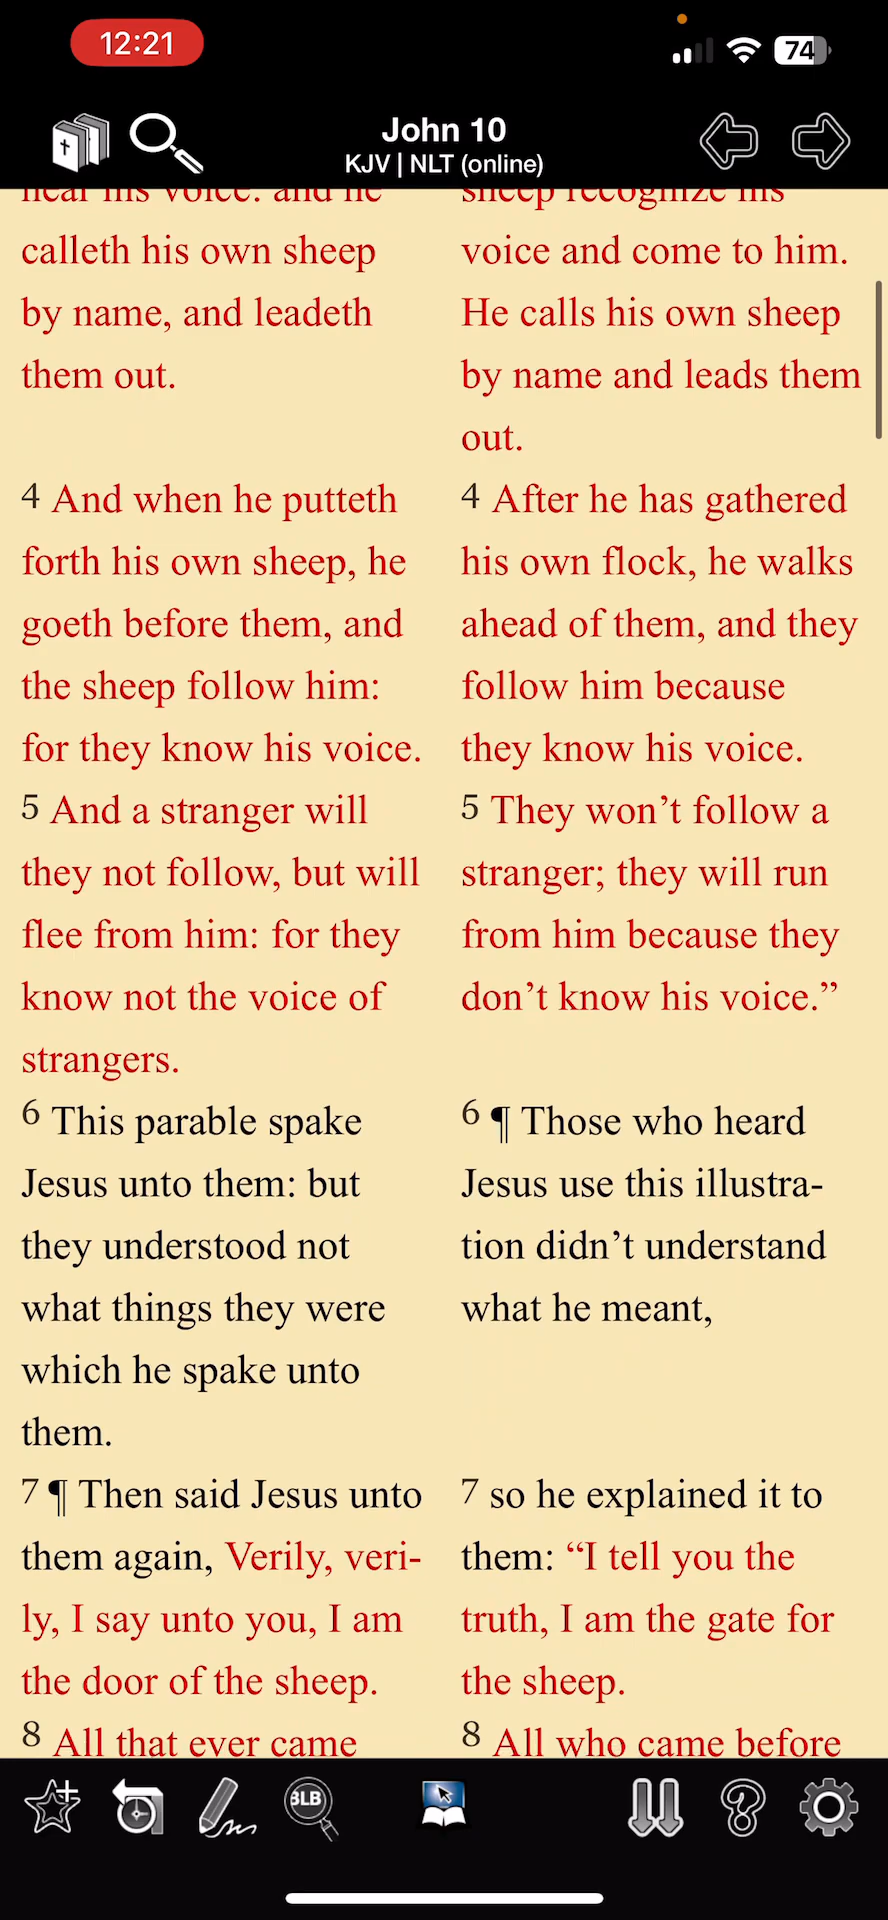 12:21
74
John 10
KJV | NLT (online)
hear his voice: and he
calleth his own sheep
by name, and leadeth
them out.
4 And when he putteth
forth his own sheep, he
goeth before them, and
the sheep follow him:
for they know his voice.
5 And a stranger will
they not follow, but will
flee from him: for they
know not the voice of
strangers.
6 This parable spake
Jesus unto them: but
they understood not
what things they were
which he spake unto
them.
7 ¶ Then said Jesus unto
them again, Verily, veri-
ly, I say unto you, I am
the door of the sheep.
8 All that ever came
sheep recognize his
voice and come to him.
He calls his own sheep
by name and leads them
out.
4 After he has gathered
his own flock, he walks
ahead of them, and they
follow him because
they know his voice.
5 They won’t follow a
stranger; they will run
from him because they
don’t know his voice.”
6 ¶ Those who heard
Jesus use this illustra-
tion didn’t understand
what he meant,
7 so he explained it to
them: “I tell you the
truth, I am the gate for
the sheep.
8 All who came before
BLB